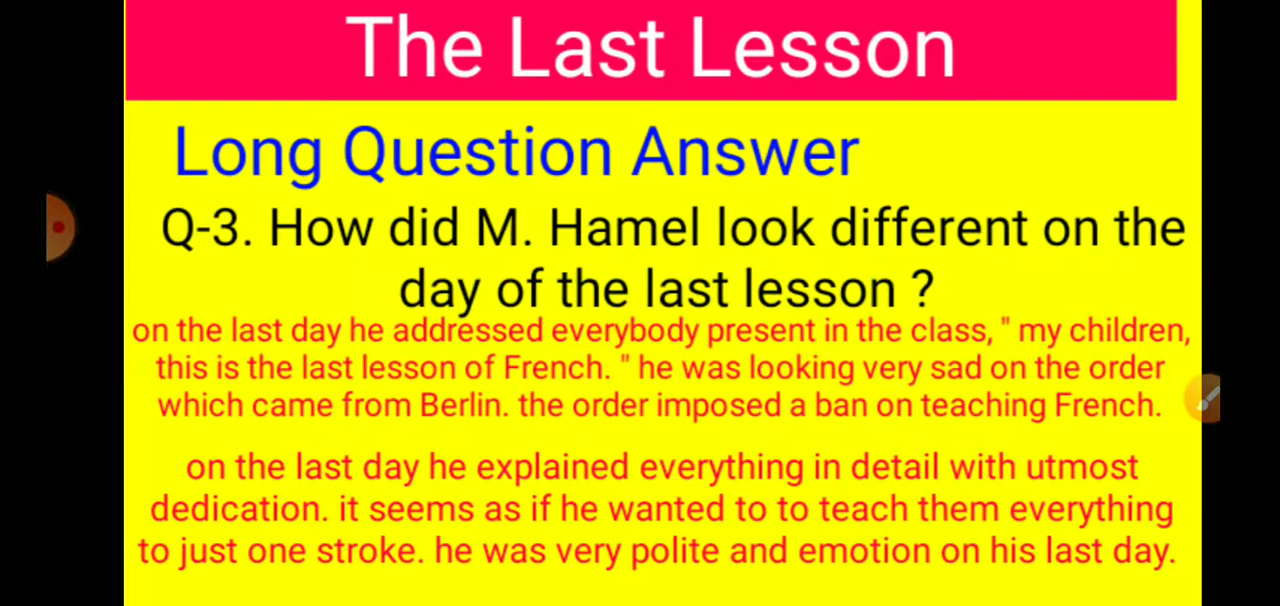 The Last Lesson
Long Question Answer
Q-3. How did M. Hamel look different on the
day of the last lesson ?
on the last day he addressed everybody present in the class, " my children,
this is the last lesson of French. " he was looking very sad on the order
which came from Berlin. the order imposed a ban on teaching French.
on the last day he explained everything in detail with utmost
dedication. it seems as if he wanted to to teach them everything
to just one stroke. he was very polite and emotion on his last day.